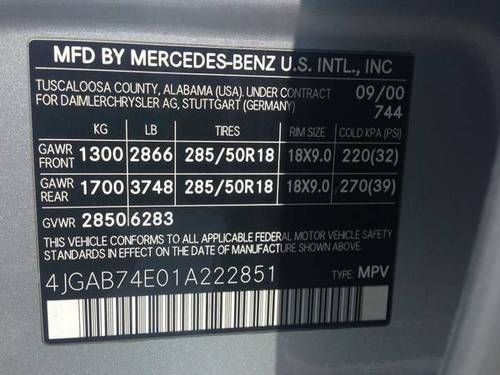 MFD BY MERCEDES-BENZ U.S. INTL., INC
TUSCALOOSA COUNTY, ALABAMA (USA). UNDER CONTRACT 09/00
FOR DAIMLERCHRYSLER AG, STUTTGART (GERMANY) 744
KG LB TIRES RIM SIZE COLD KPA (PSI)
GAWR FRONT 1300 2866 285/50R18 18X9.0 220(32)
GAWR REAR 1700 3748 285/50R18 18X9.0 270(39)
GVWR 2850 6283
THIS VEHICLE CONFORMS TO ALL APPLICABLE FEDERAL MOTOR VEHICLE SAFETY
STANDARDS IN EFFECT ON THE DATE OF MANUFACTURE SHOWN ABOVE.
4JGAB74E01A222851 TYPE: MPV